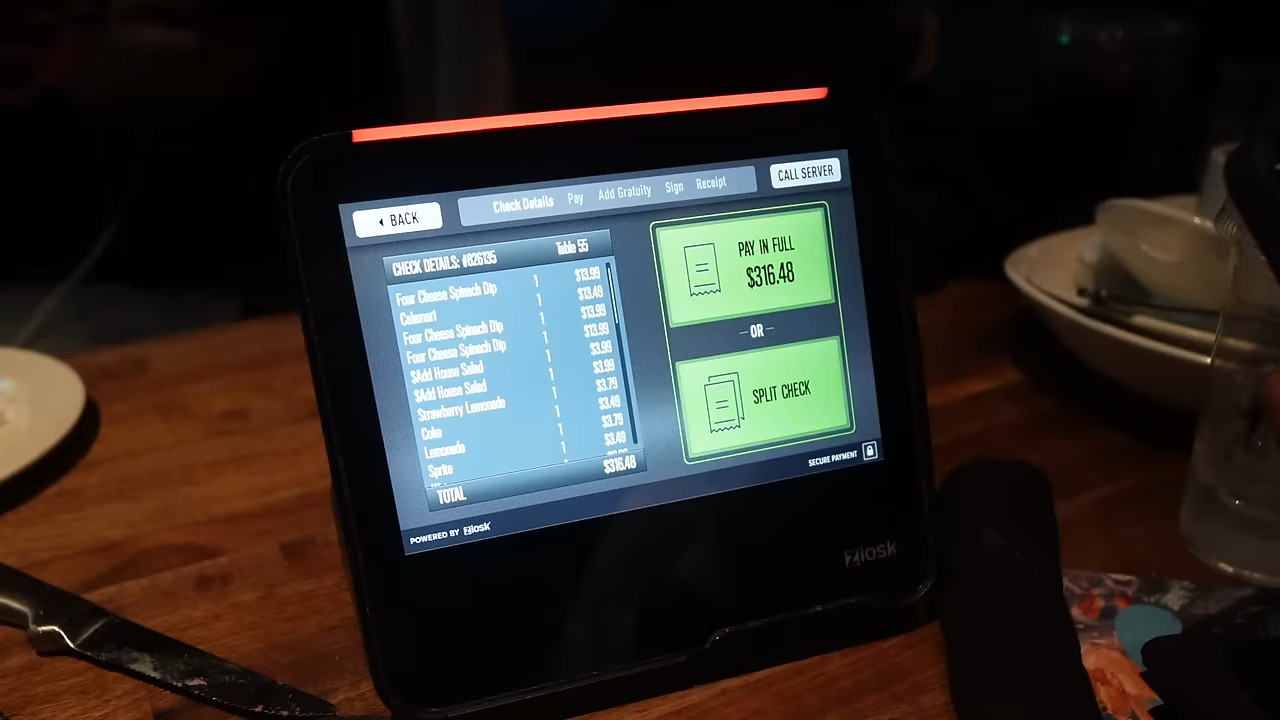 BACK
Check Details Pay Add Gratuity Sign Receipt
CALL SERVER
CHECK DETAILS: #826135 Table 55
Four Cheese Spinach Dip 1 $13.99
Calamari 1 $13.49
Four Cheese Spinach Dip 1 $13.99
Four Cheese Spinach Dip 1 $13.99
$Add House Salad 1 $3.99
$Add House Salad 1 $3.99
Strawberry Lemonade 1 $3.79
Coke 1 $3.49
Lemonade 1 $3.79
Sprite 1 $3.49
TOTAL $316.48
PAY IN FULL
$316.48
OR
SPLIT CHECK
SECURE PAYMENT
POWERED BY Ziosk
Ziosk